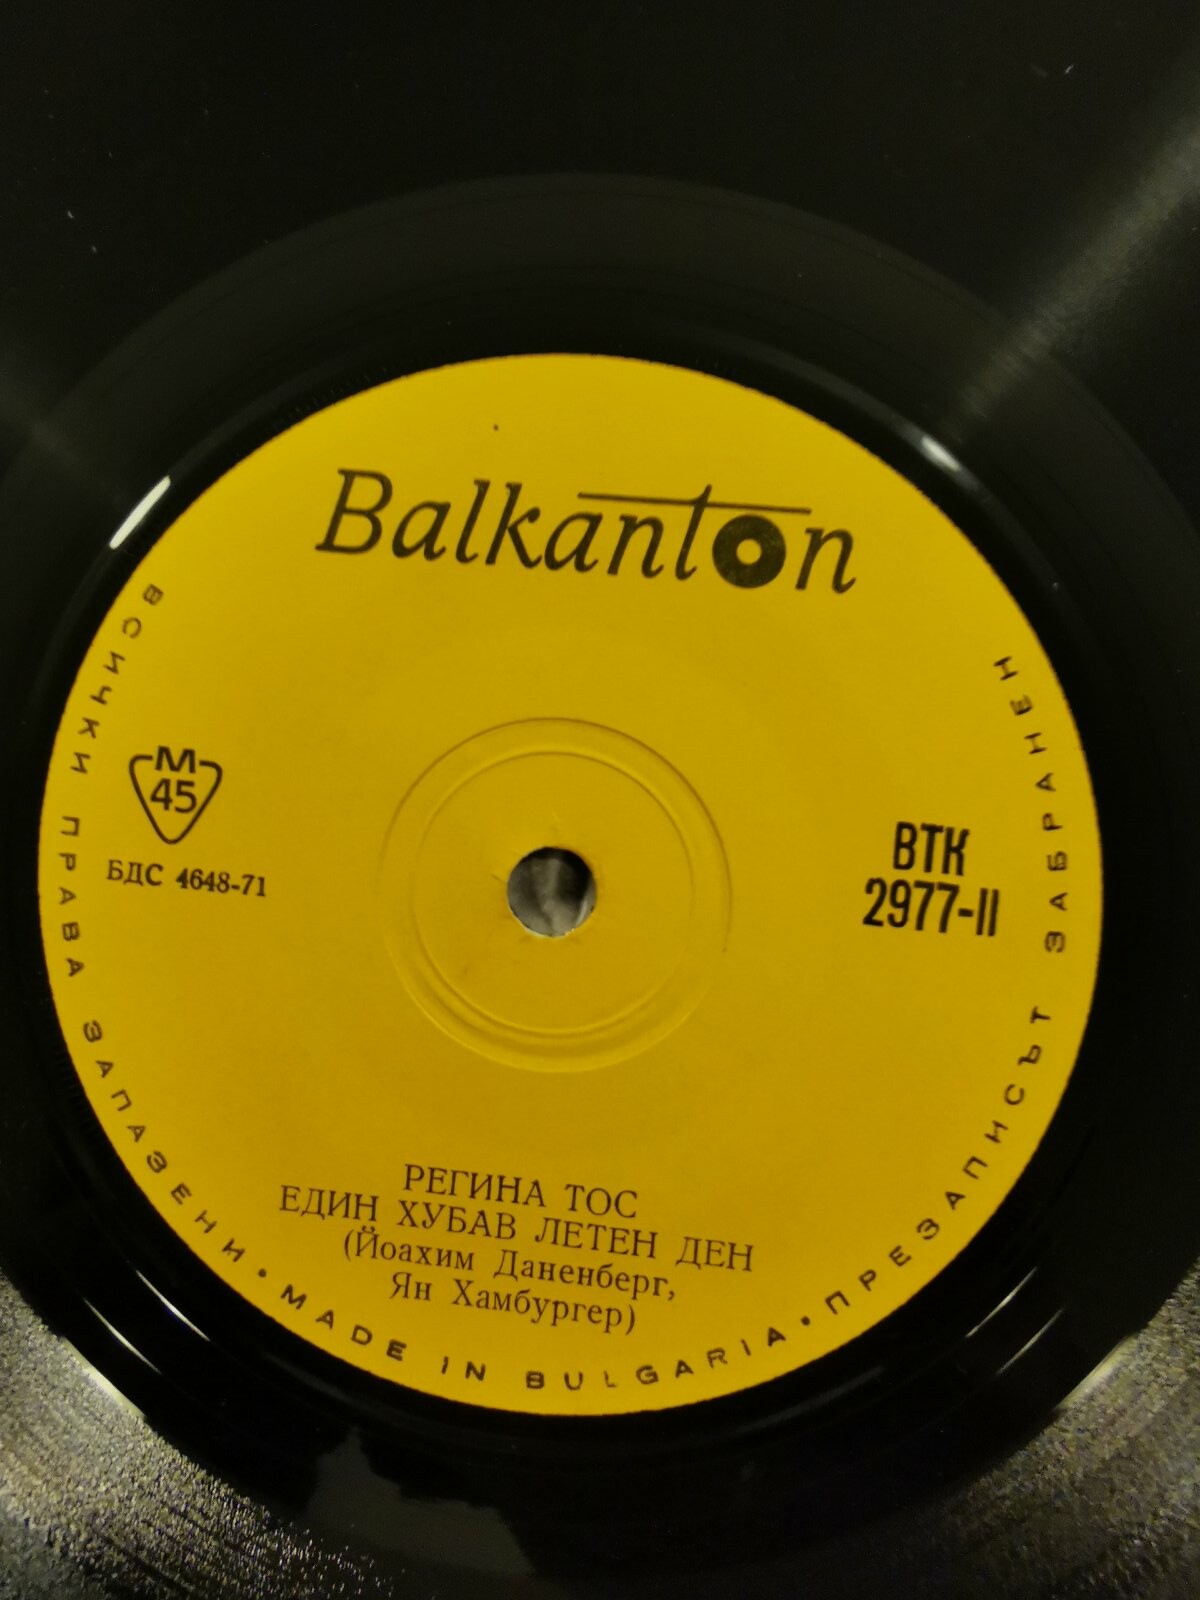 Balkanton
M
45
БДС 4648-71
ВТК
2977-II
РЕГИНА ТОС
ЕДИН ХУБАВ ЛЕТЕН ДЕН
(Йоахим Даненберг,
Ян Хамбургер)
ВСИЧКИ ПРАВА ЗАПАЗЕНИ • MADE IN BULGARIA • ПРЕЗАПИСЪТ ЗАБРАНЕН